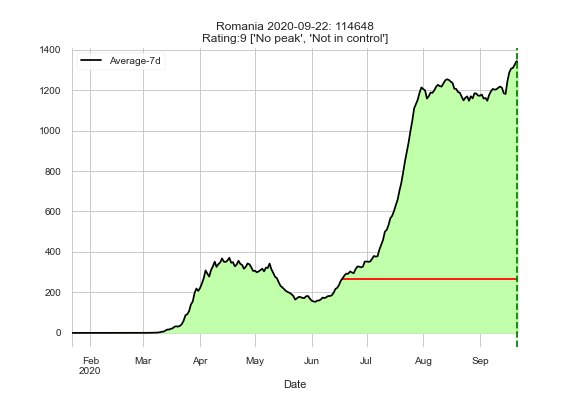 Romania 2020-09-22: 114648
Rating:9 ['No peak', 'Not in control']
Average-7d
1400
1200
1000
800
600
400
200
0
Feb
2020
Mar
Apr
May
Jun
Jul
Aug
Sep
Date